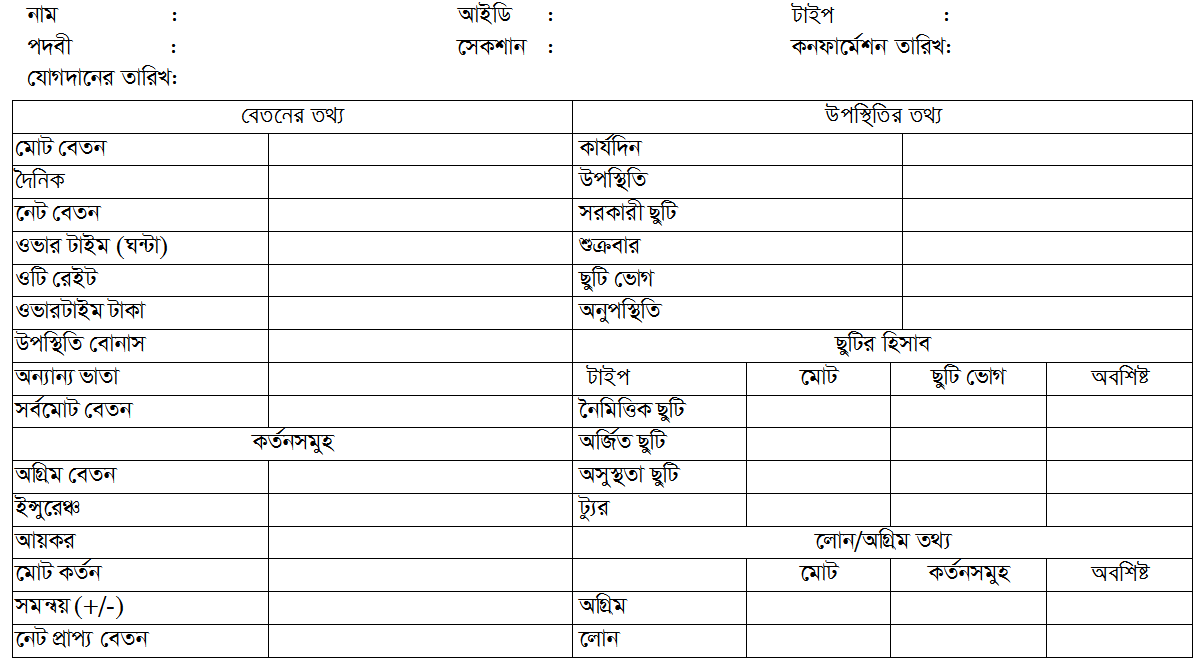 নাম : আইডি : টাইপ :
পদবী : সেকশান : কনফার্মেশন তারিখ:
যোগদানের তারিখ:
বেতনের তথ্য উপস্থিতির তথ্য
মোট বেতন কার্যদিন
দৈনিক উপস্থিতি
নেট বেতন সরকারী ছুটি
ওভার টাইম (ঘন্টা) শুক্রবার
ওটি রেইট ছুটি ভোগ
ওভারটাইম টাকা অনুপস্থিতি
উপস্থিতি বোনাস ছুটির হিসাব
অন্যান্য ভাতা টাইপ মোট ছুটি ভোগ অবশিষ্ট
সর্বমোট বেতন নৈমিত্তিক ছুটি
কর্তনসমুহ অর্জিত ছুটি
অগ্রিম বেতন অসুস্থতা ছুটি
ইন্সুরেঞ্চ ট্যুর
আয়কর লোন/অগ্রিম তথ্য
মোট কর্তন মোট কর্তনসমুহ অবশিষ্ট
সমন্বয় (+/-) অগ্রিম
নেট প্রাপ্য বেতন লোন